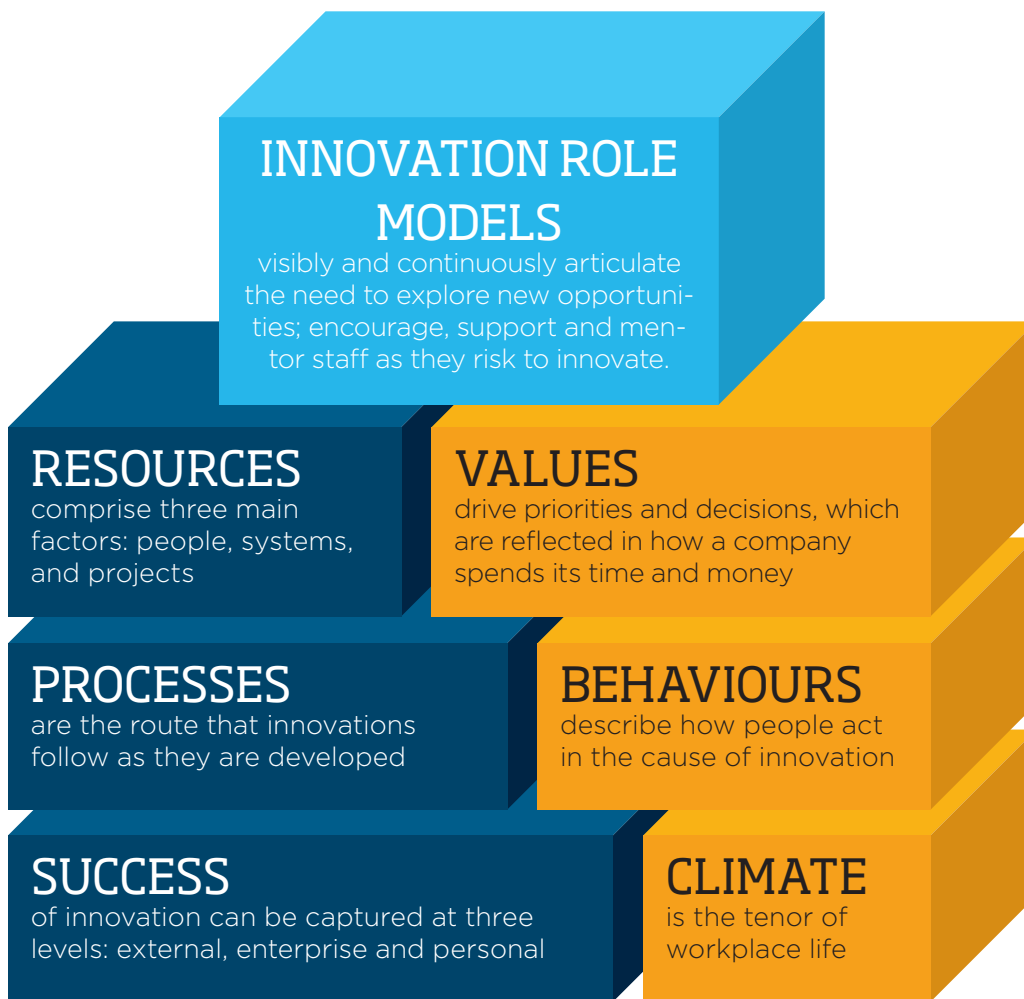 INNOVATION ROLE
MODELS
visibly and continuously articulate
the need to explore new opportuni-
ties; encourage, support and men-
tor staff as they risk to innovate.
RESOURCES
comprise three main
factors: people, systems,
and projects
VALUES
drive priorities and decisions, which
are reflected in how a company
spends its time and money
PROCESSES
are the route that innovations
follow as they are developed
BEHAVIOURS
describe how people act
in the cause of innovation
SUCCESS
of innovation can be captured at three
levels: external, enterprise and personal
CLIMATE
is the tenor of
workplace life